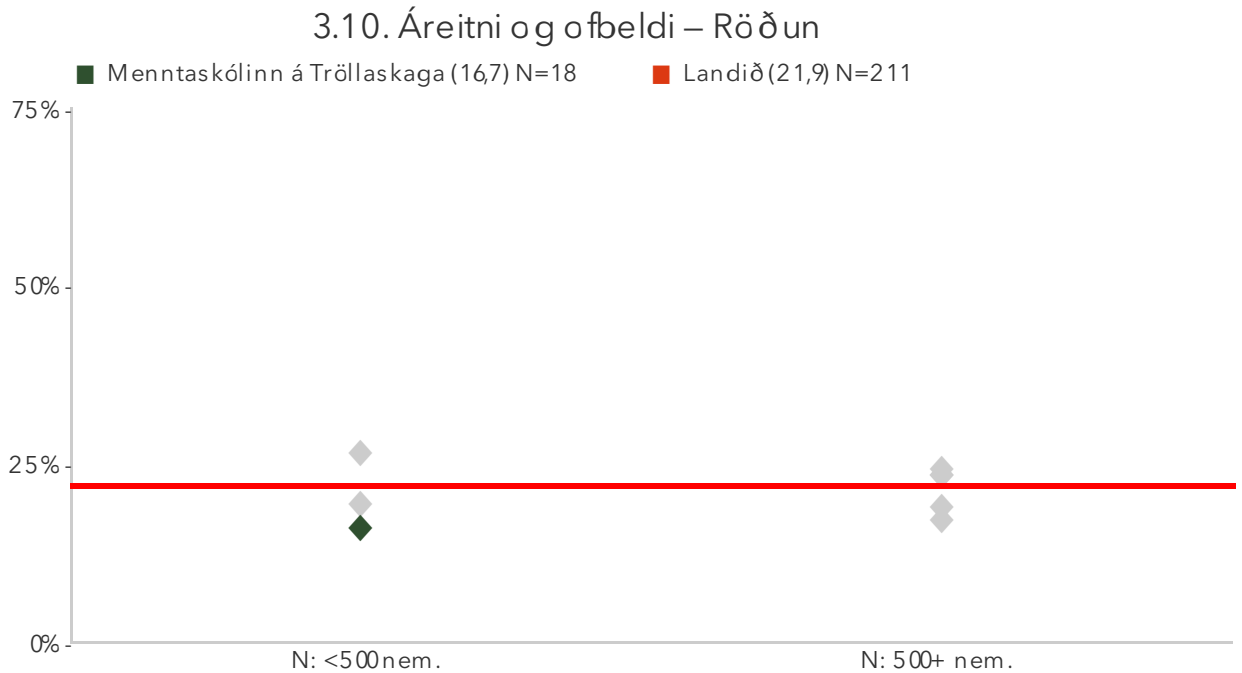 3.10. Áreitni og ofbeldi – Röðun
Menntaskólinn á Tröllaskaga (16,7) N=18
Landið (21,9) N=211
75%
50%
25%
0%
N: <500 nem.
N: 500+ nem.